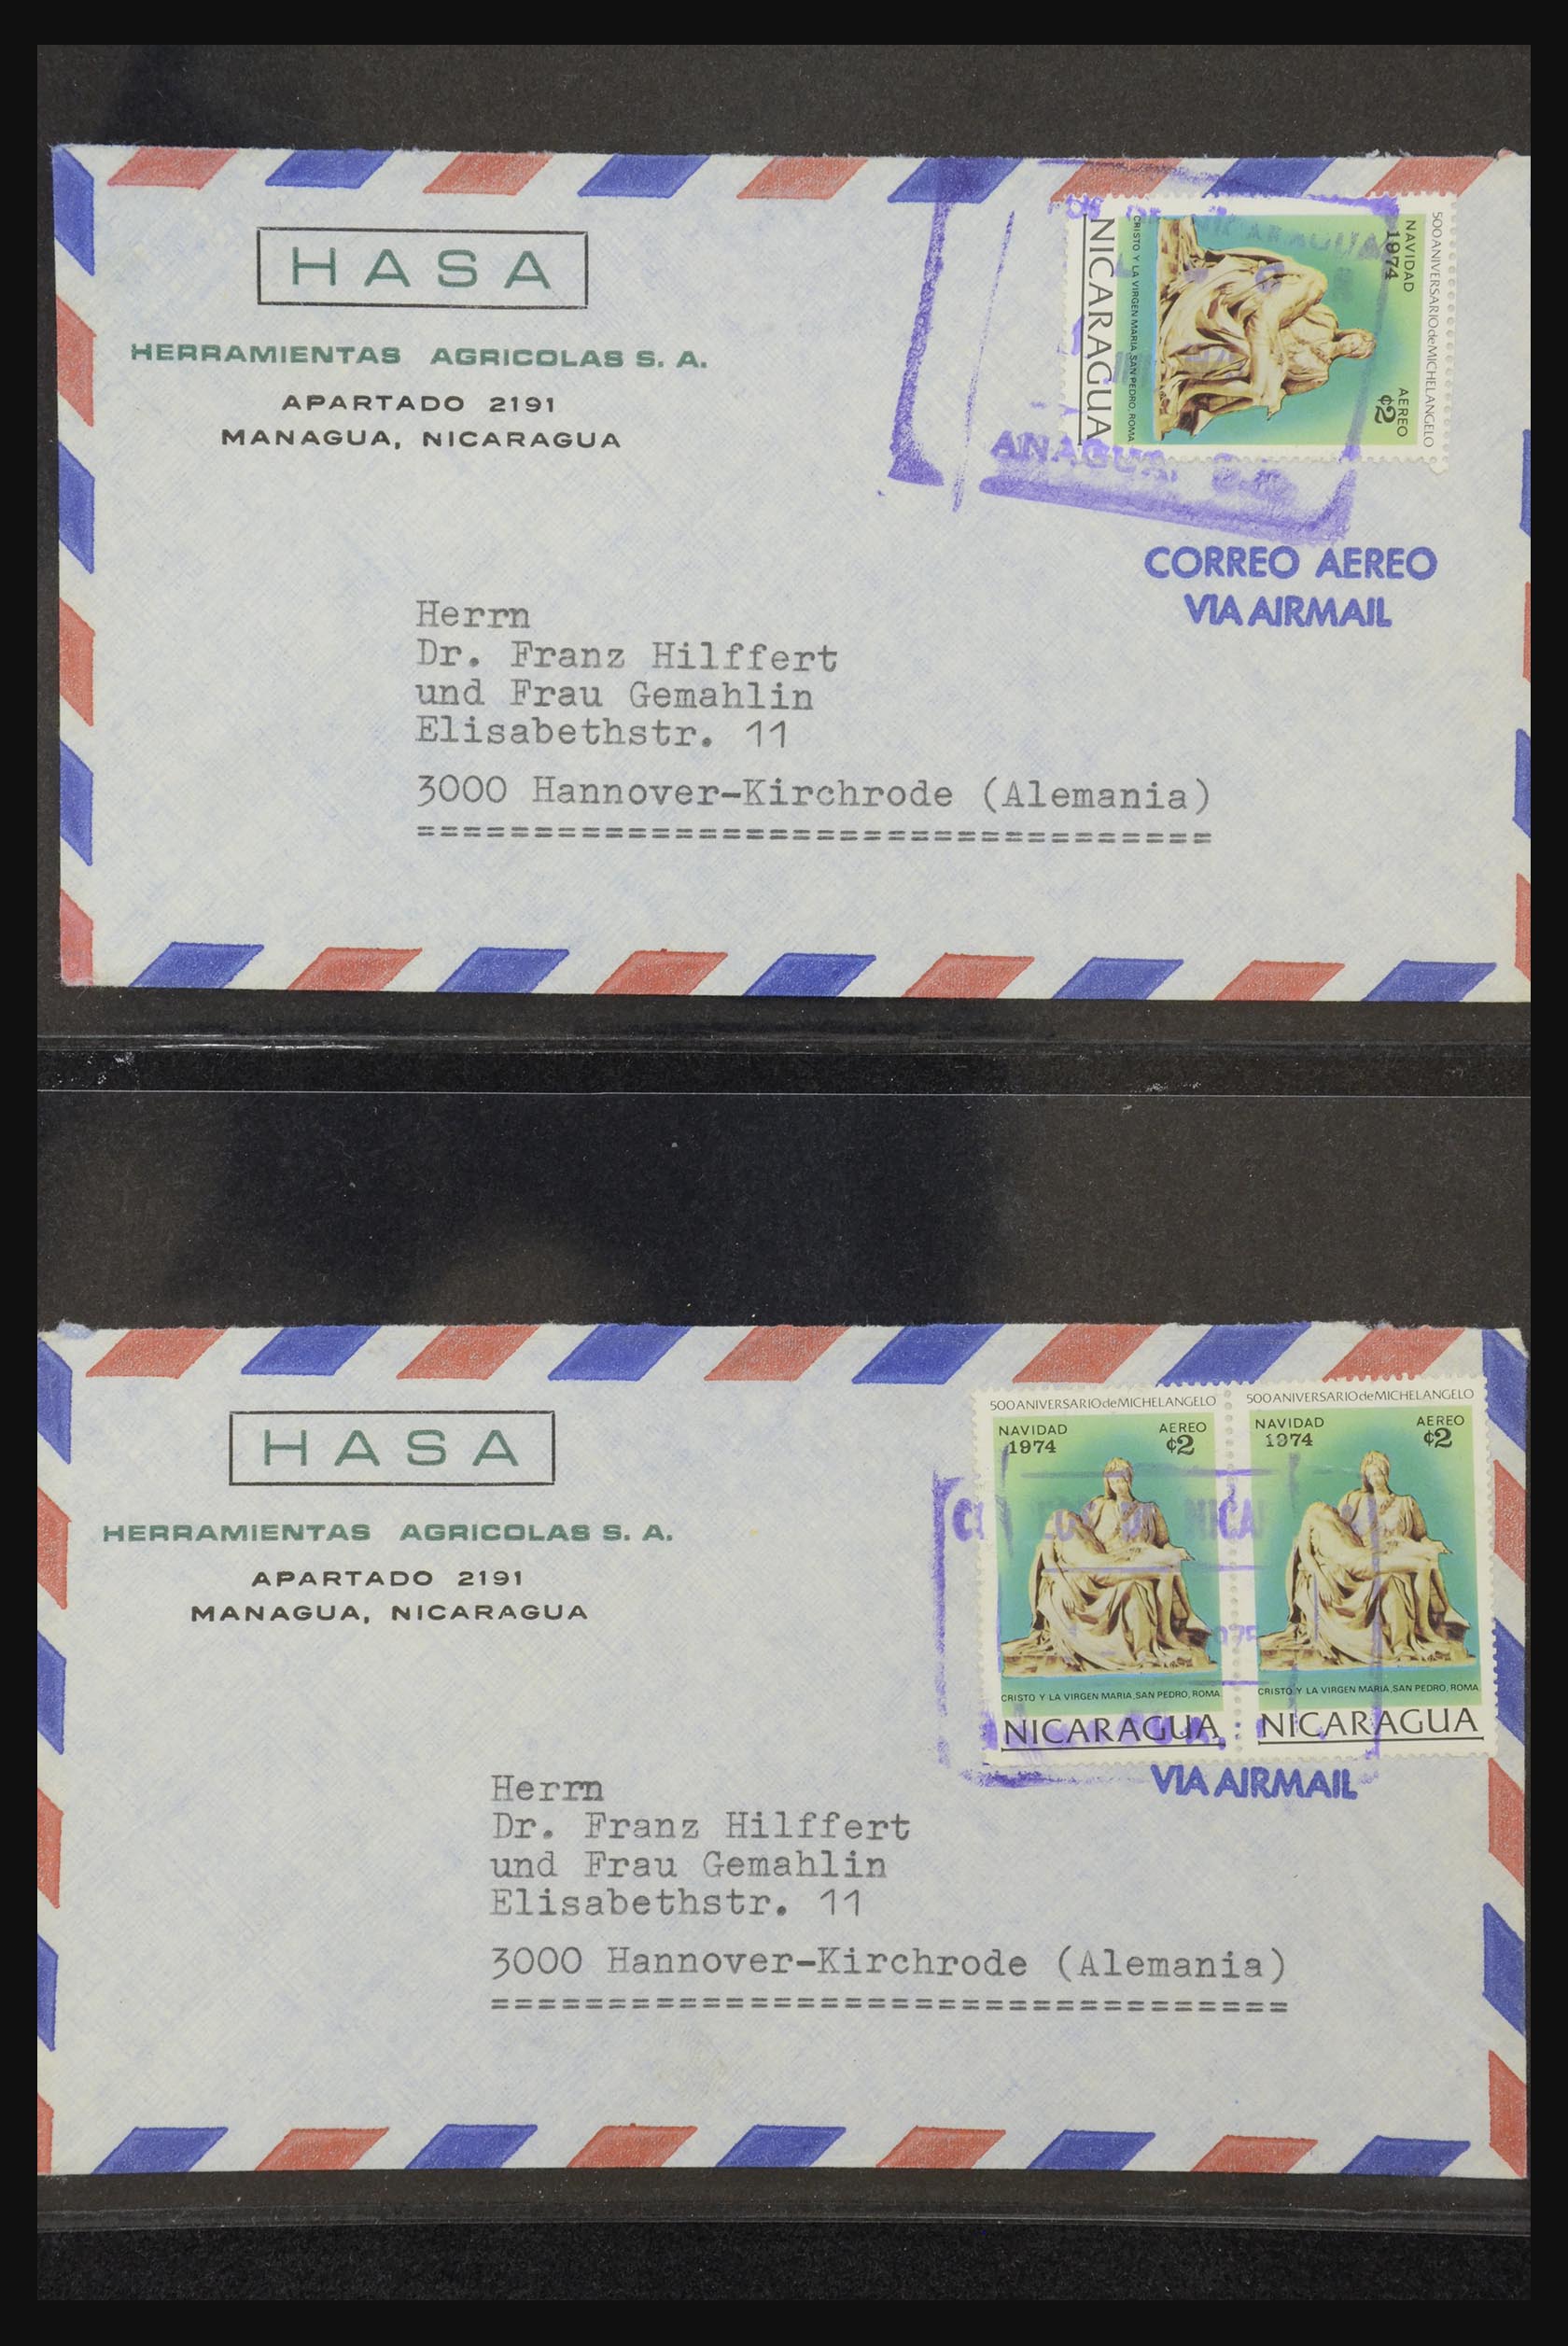 HASA
HERRAMIENTAS AGRICOLAS S. A.
APARTADO 2191
MANAGUA, NICARAGUA
500 ANIVERSARIO de MICHELANGELO
NAVIDAD
1974
AEREO
¢2
CRISTO Y LA VIRGEN MARIA, SAN PEDRO, ROMA
NICARAGUA
CORREO AEREO
VIA AIRMAIL
Herrn
Dr. Franz Hilffert
und Frau Gemahlin
Elisabethstr. 11
3000 Hannover-Kirchrode (Alemania)
==================================
HASA
HERRAMIENTAS AGRICOLAS S. A.
APARTADO 2191
MANAGUA, NICARAGUA
500 ANIVERSARIO de MICHELANGELO
NAVIDAD
1974
AEREO
¢2
CRISTO Y LA VIRGEN MARIA, SAN PEDRO, ROMA
NICARAGUA
500 ANIVERSARIO de MICHELANGELO
NAVIDAD
1974
AEREO
¢2
CRISTO Y LA VIRGEN MARIA, SAN PEDRO, ROMA
NICARAGUA
VIA AIRMAIL
Herrn
Dr. Franz Hilffert
und Frau Gemahlin
Elisabethstr. 11
3000 Hannover-Kirchrode (Alemania)
==================================